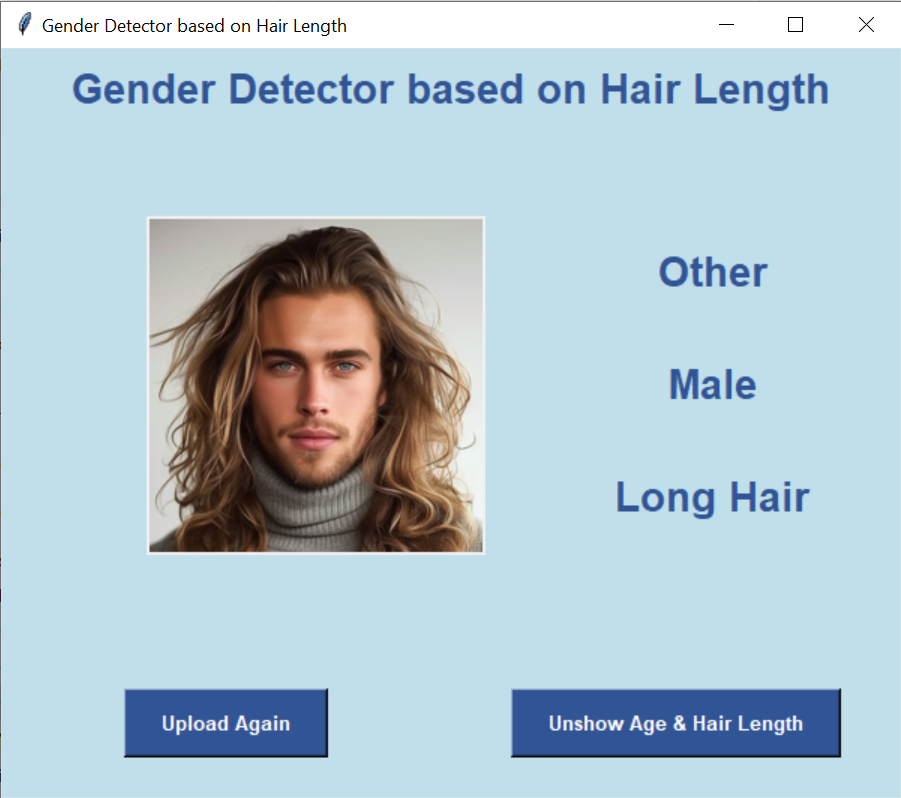 Gender Detector based on Hair Length
Gender Detector based on Hair Length
Other
Male
Long Hair
Upload Again
Unshow Age & Hair Length